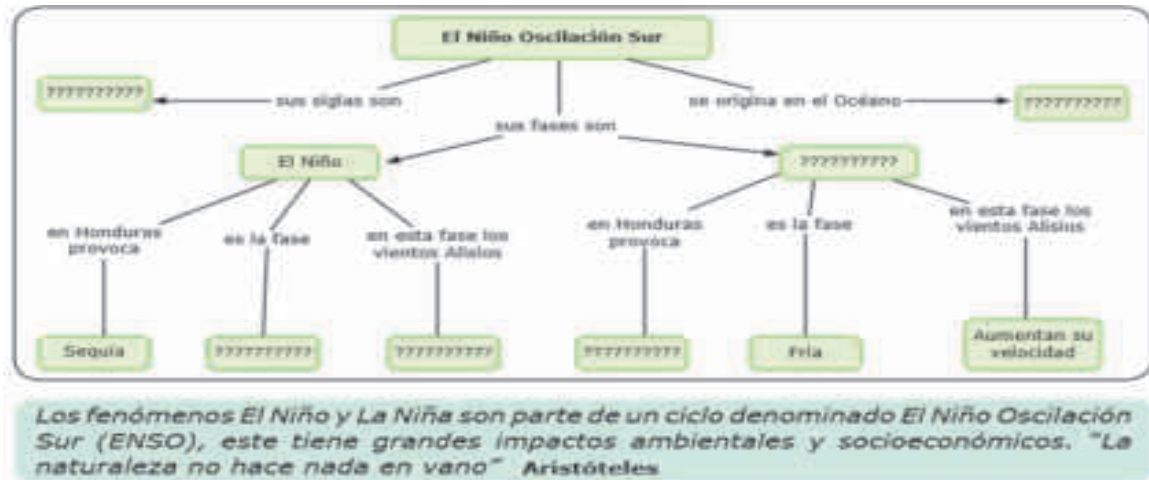 El Niño Oscilación Sur
??????????
sus siglas son
se origina en el Océano
??????????
sus fases son
El Niño
??????????
en Honduras
provoca
es la fase
en esta fase los
vientos Alisios
en Honduras
provoca
es la fase
en esta fase los
vientos Alisios
Sequía
??????????
??????????
??????????
Fría
Aumentan su
velocidad
Los fenómenos El Niño y La Niña son parte de un ciclo denominado El Niño Oscilación
Sur (ENSO), este tiene grandes impactos ambientales y socioeconómicos. "La
naturaleza no hace nada en vano" Aristóteles